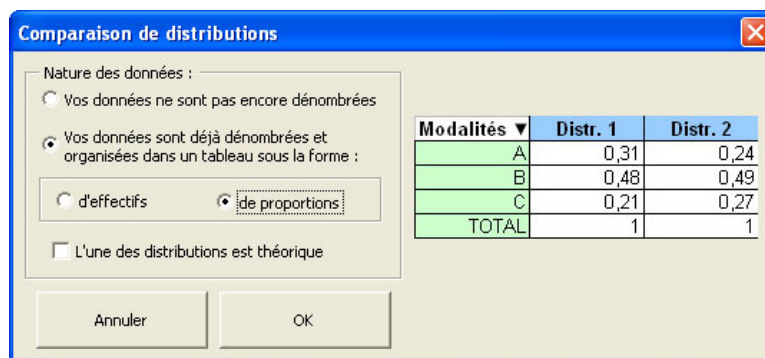 Comparaison de distributions
Nature des données :
Vos données ne sont pas encore dénombrées
Vos données sont déjà dénombrées et
organisées dans un tableau sous la forme :
d'effectifs de proportions
L'une des distributions est théorique
Annuler OK
Modalités ▼ Distr. 1 Distr. 2
A 0,31 0,24
B 0,48 0,49
C 0,21 0,27
TOTAL 1 1